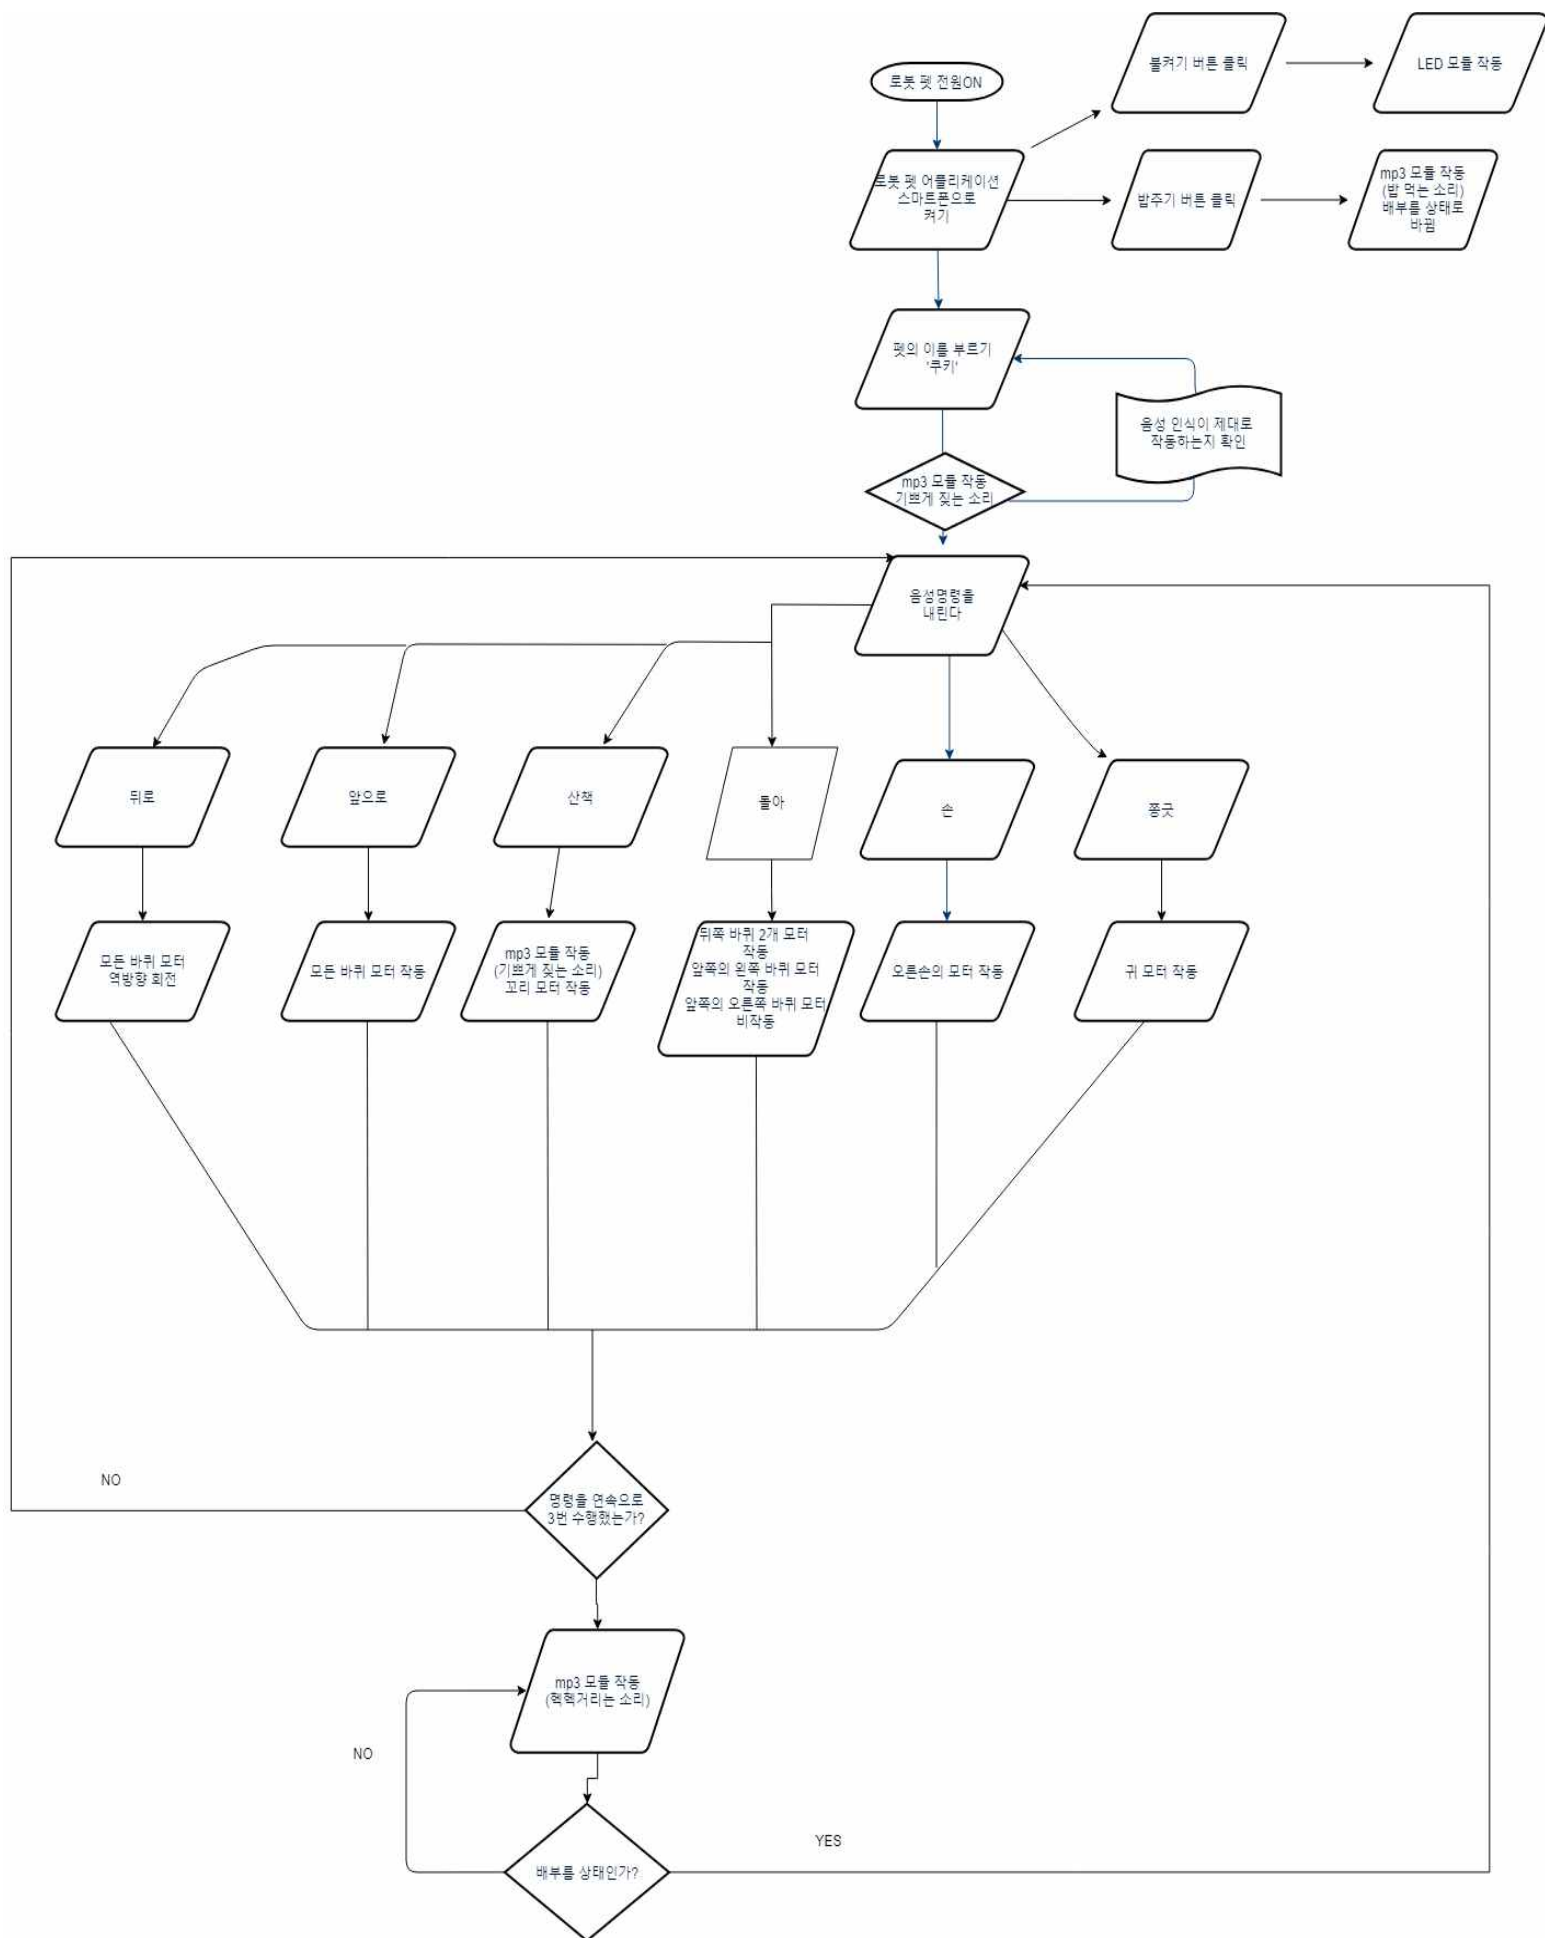 불켜기 버튼 클릭
LED 모듈 작동
로봇 펫 전원ON
로봇 펫 어플리케이션
스마트폰으로
켜기
밥주기 버튼 클릭
mp3 모듈 작동
(밥 먹는 소리)
배부름 상태로
바뀜
펫의 이름 부르기
'쿠키'
음성 인식이 제대로
작동하는지 확인
mp3 모듈 작동
기쁘게 짖는 소리
음성명령을
내린다
뒤로
앞으로
산책
돌아
손
쫑긋
모든 바퀴 모터
역방향 회전
모든 바퀴 모터 작동
mp3 모듈 작동
(기쁘게 짖는 소리)
꼬리 모터 작동
뒤쪽 바퀴 2개 모터
작동
앞쪽의 왼쪽 바퀴 모터
작동
앞쪽의 오른쪽 바퀴 모터
비작동
오른손의 모터 작동
귀 모터 작동
NO
명령을 연속으로
3번 수행했는가?
mp3 모듈 작동
(헥헥거리는 소리)
NO
YES
배부름 상태인가?